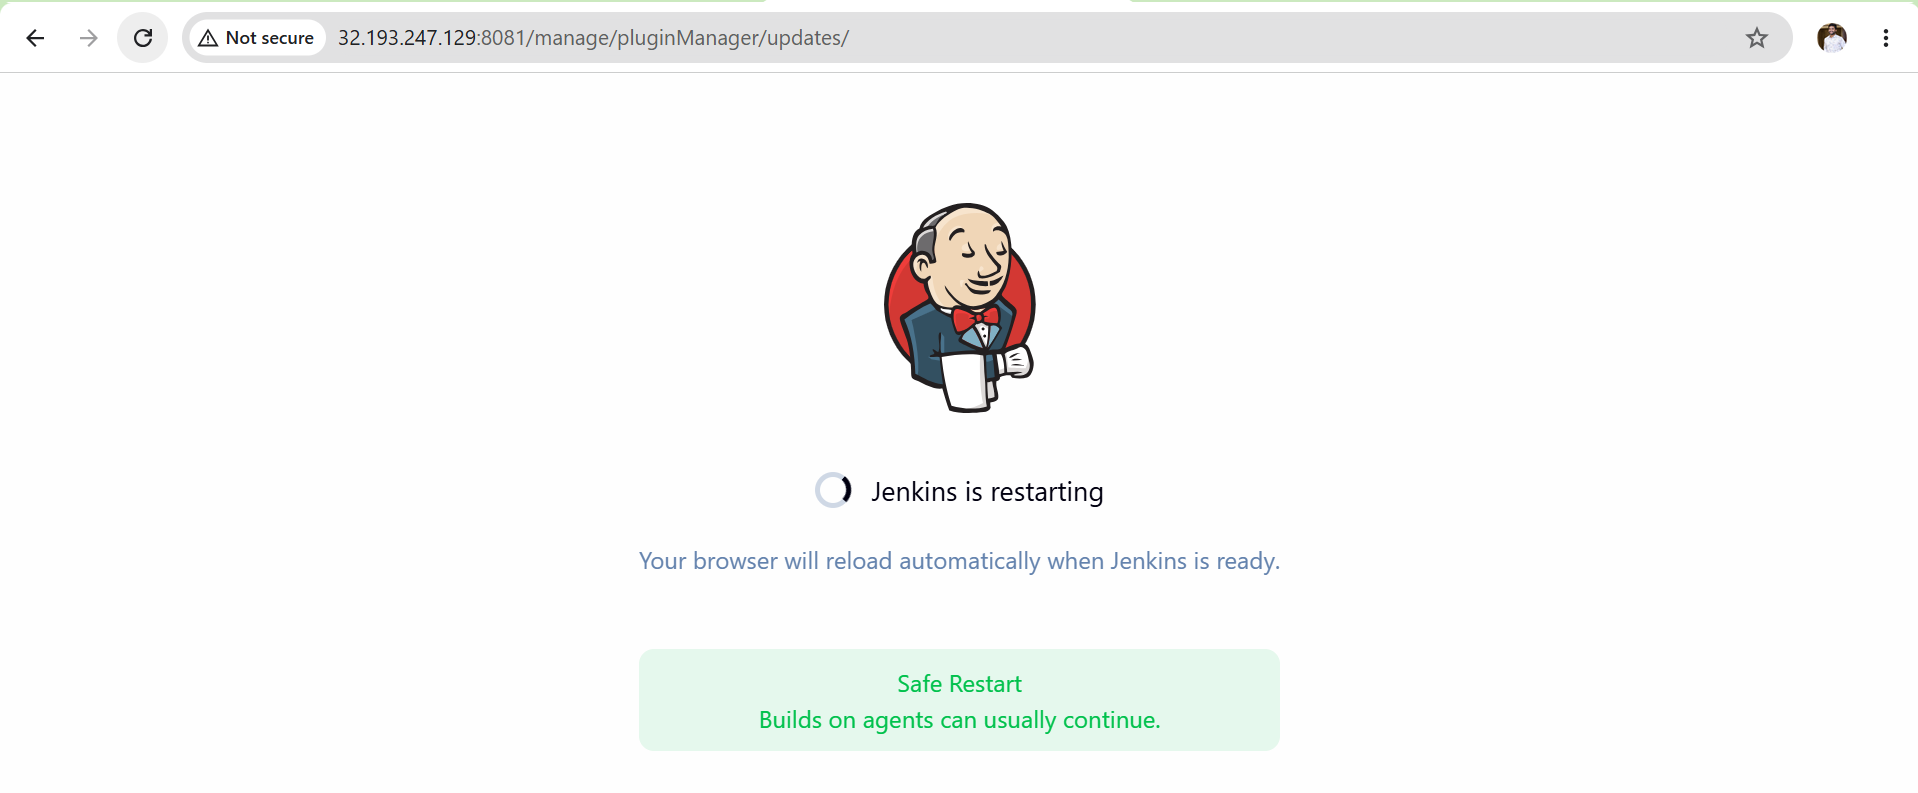 Not secure 32.193.247.129:8081/manage/pluginManager/updates/
Jenkins is restarting
Your browser will reload automatically when Jenkins is ready.
Safe Restart
Builds on agents can usually continue.